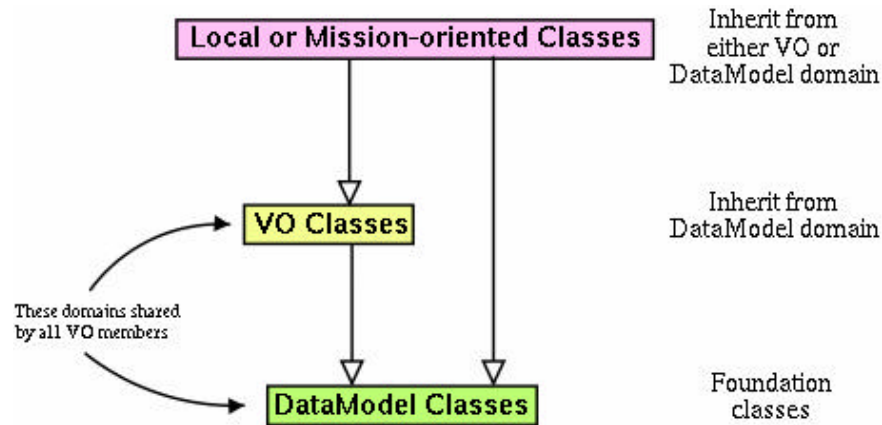 Local or Mission-oriented Classes
Inherit from
either VO or
DataModel domain
VO Classes
Inherit from
DataModel domain
These domains shared
by all VO members
DataModel Classes
Foundation
classes